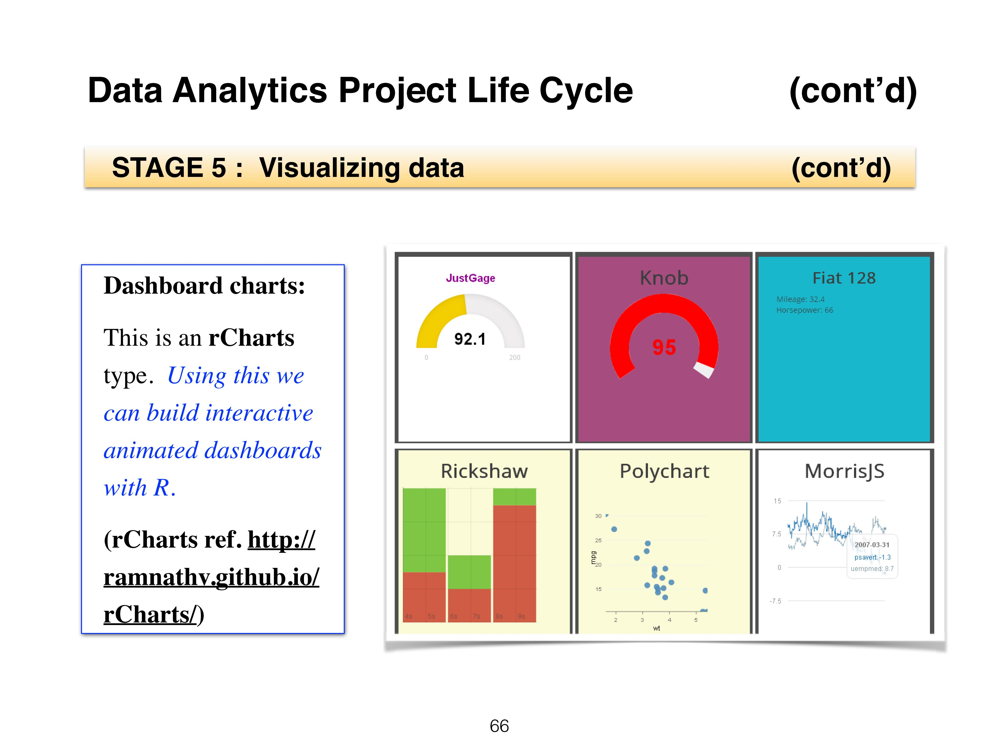 Data Analytics Project Life Cycle (cont’d)
STAGE 5 : Visualizing data (cont’d)
Dashboard charts:
This is an rCharts
type. Using this we
can build interactive
animated dashboards
with R.
(rCharts ref. http://
ramnathv.github.io/
rCharts/)
JustGage
92.1
0 200
Knob
95
Fiat 128
Mileage: 32.4
Horsepower: 66
Rickshaw
4s 5s 6s 7s 8s 9s
Polychart
30
25
20
15
mpg
2 3 4 5
wt
MorrisJS
15
7.5
0
-7.5
2007-03-31
psavert: -1.3
uempmed: 8.7
66